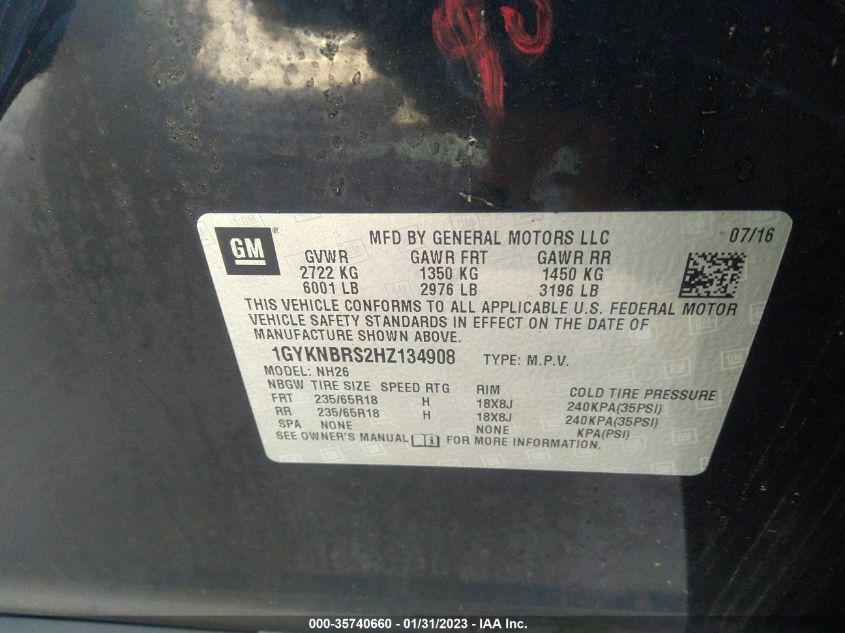 GM
MFD BY GENERAL MOTORS LLC 07/16
GVWR GAWR FRT GAWR RR
2722 KG 1350 KG 1450 KG
6001 LB 2976 LB 3196 LB
THIS VEHICLE CONFORMS TO ALL APPLICABLE U.S. FEDERAL MOTOR
VEHICLE SAFETY STANDARDS IN EFFECT ON THE DATE OF
MANUFACTURE SHOWN ABOVE.
1GYKNBRS2HZ134908 TYPE: M.P.V.
MODEL: NH26
NBGW TIRE SIZE SPEED RTG RIM COLD TIRE PRESSURE
FRT 235/65R18 H 18X8J 240KPA(35PSI)
RR 235/65R18 H 18X8J 240KPA(35PSI)
SPA NONE NONE KPA(PSI)
SEE OWNER'S MANUAL FOR MORE INFORMATION.
000-35740660 - 01/31/2023 - IAA Inc.